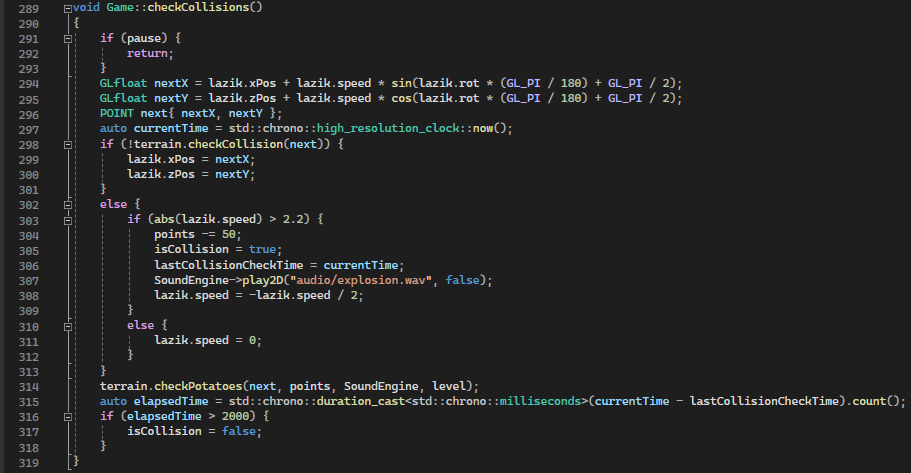 289 void Game::checkCollisions()
290 {
291     if (pause) {
292         return;
293     }
294     GLfloat nextX = lazik.xPos + lazik.speed * sin(lazik.rot * (GL_PI / 180) + GL_PI / 2);
295     GLfloat nextY = lazik.zPos + lazik.speed * cos(lazik.rot * (GL_PI / 180) + GL_PI / 2);
296     POINT next{ nextX, nextY };
297     auto currentTime = std::chrono::high_resolution_clock::now();
298     if (!terrain.checkCollision(next)) {
299         lazik.xPos = nextX;
300         lazik.zPos = nextY;
301     }
302     else {
303         if (abs(lazik.speed) > 2.2) {
304             points -= 50;
305             isCollision = true;
306             lastCollisionCheckTime = currentTime;
307             SoundEngine->play2D("audio/explosion.wav", false);
308             lazik.speed = -lazik.speed / 2;
309         }
310         else {
311             lazik.speed = 0;
312         }
313     }
314     terrain.checkPotatoes(next, points, SoundEngine, level);
315     auto elapsedTime = std::chrono::duration_cast<std::chrono::milliseconds>(currentTime - lastCollisionCheckTime).count();
316     if (elapsedTime > 2000) {
317         isCollision = false;
318     }
319 }